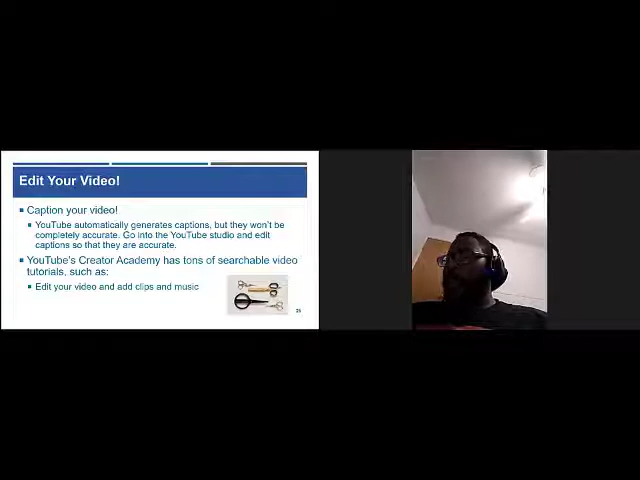 Edit Your Video!
Caption your video!
YouTube automatically generates captions, but they won't be
completely accurate. Go into the YouTube studio and edit
captions so that they are accurate.
YouTube's Creator Academy has tons of searchable video
tutorials, such as:
Edit your video and add clips and music